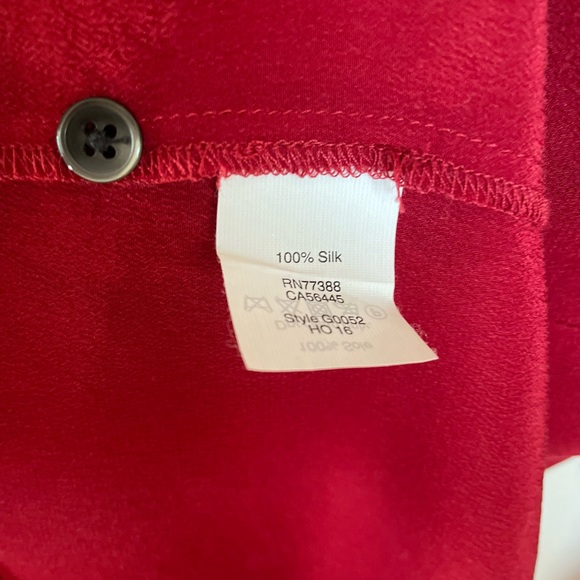 100% Silk
RN77388
CA56445
Style G0052
HO 16